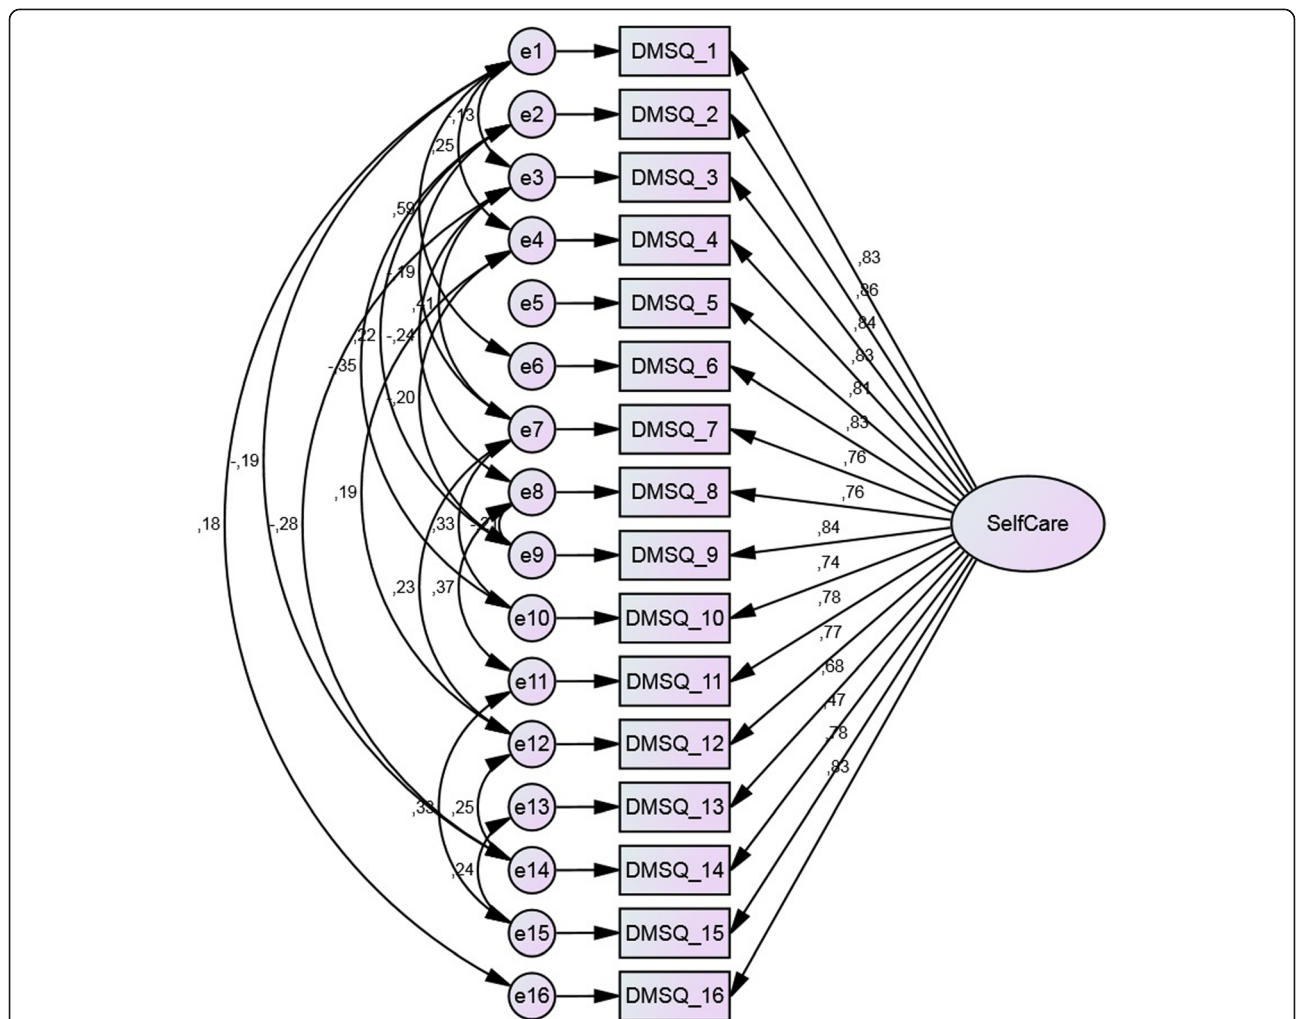 e1 DMSQ_1
-,13
e2 DMSQ_2
,25
e3 DMSQ_3
,59
e4 DMSQ_4
,83
-,19
,86
e5 DMSQ_5
,41
,84
,22
-,24
,83
e6 DMSQ_6
-,35
,81
-,20
,83
e7 DMSQ_7
,76
-,19
e8 DMSQ_8
,19
,76
,18
-,28
,33
SelfCare
,84
e9 DMSQ_9
,74
,23
,37
,78
e10 DMSQ_10
,77
,68
e11 DMSQ_11
,47
,78
e12 DMSQ_12
,83
,33
,25
e13 DMSQ_13
,24
e14 DMSQ_14
e15 DMSQ_15
e16 DMSQ_16